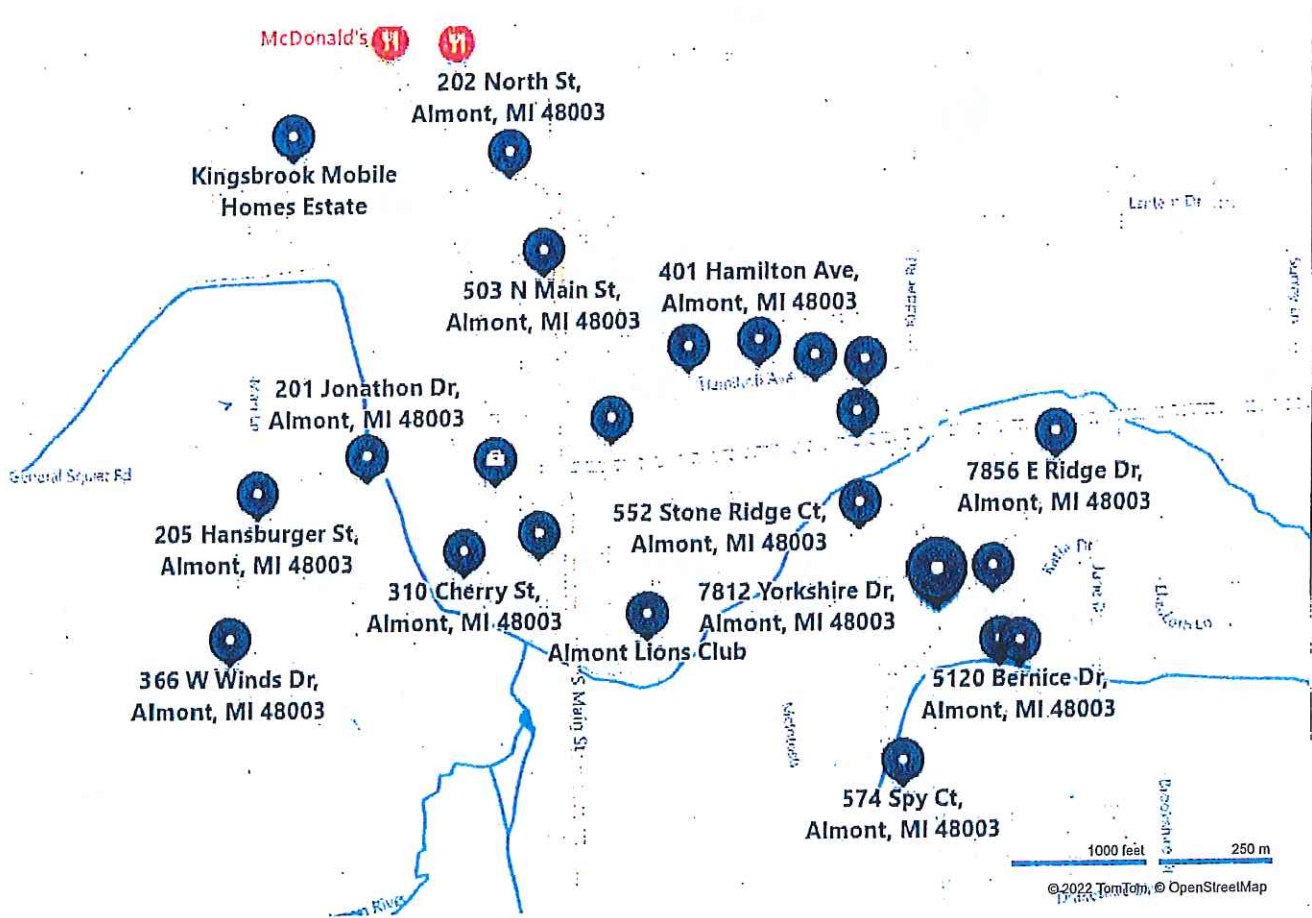 McDonald's
202 North St,
Almont, MI 48003
Kingsbrook Mobile
Homes Estate
503 N Main St,
Almont, MI 48003
401 Hamilton Ave,
Almont, MI 48003
Hamilton Ave
201 Jonathon Dr,
Almont, MI 48003
7856 E Ridge Dr,
Almont, MI 48003
205 Hansburger St,
Almont, MI 48003
552 Stone Ridge Ct,
Almont, MI 48003
310 Cherry St,
Almont, MI 48003
7812 Yorkshire Dr,
Almont, MI 48003
Almont Lions Club
366 W Winds Dr,
Almont, MI 48003
5120 Bernice Dr,
Almont, MI 48003
S Main St
574 Spy Ct,
Almont, MI 48003
1000 feet
250 m
© 2022 TomTom, © OpenStreetMap